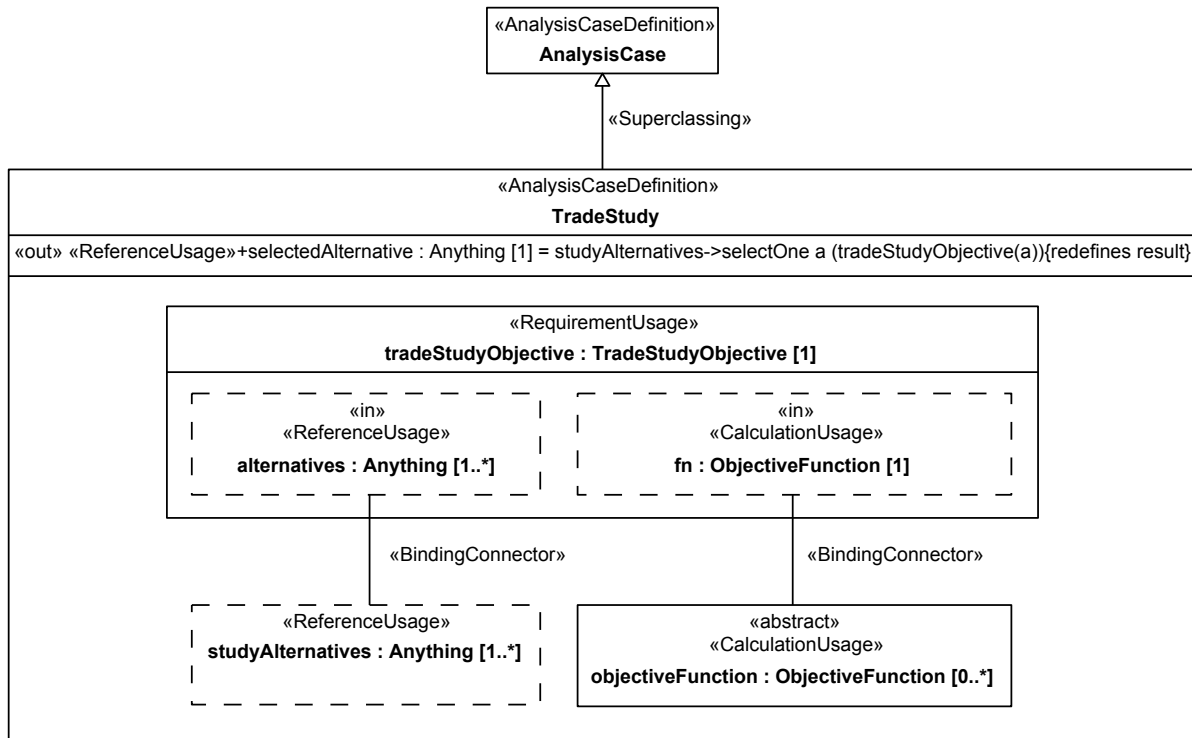 «AnalysisCaseDefinition»
AnalysisCase
«Superclassing»
«AnalysisCaseDefinition»
TradeStudy
«out» «ReferenceUsage»+selectedAlternative : Anything [1] = studyAlternatives->selectOne a (tradeStudyObjective(a)){redefines result}
«RequirementUsage»
tradeStudyObjective : TradeStudyObjective [1]
«in»
«ReferenceUsage»
alternatives : Anything [1..*]
«in»
«CalculationUsage»
fn : ObjectiveFunction [1]
«BindingConnector»
«BindingConnector»
«ReferenceUsage»
studyAlternatives : Anything [1..*]
«abstract»
«CalculationUsage»
objectiveFunction : ObjectiveFunction [0..*]